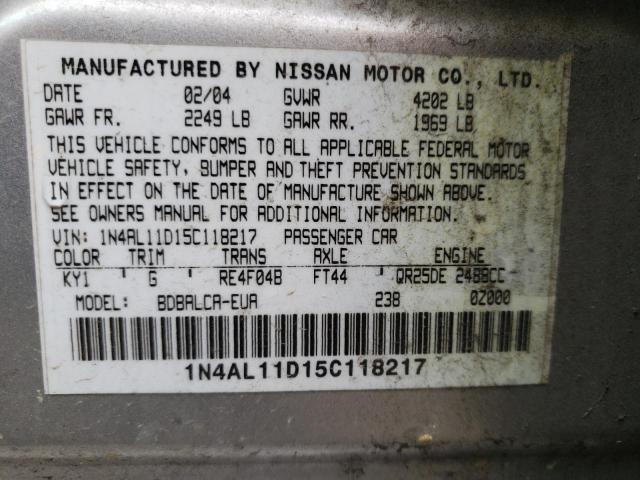 MANUFACTURED BY NISSAN MOTOR CO., LTD.
DATE 02/04 GVWR 4202 LB
GAWR FR. 2249 LB GAWR RR. 1969 LB
THIS VEHICLE CONFORMS TO ALL APPLICABLE FEDERAL MOTOR
VEHICLE SAFETY, BUMPER AND THEFT PREVENTION STANDARDS
IN EFFECT ON THE DATE OF MANUFACTURE SHOWN ABOVE.
SEE OWNERS MANUAL FOR ADDITIONAL INFORMATION.
VIN: 1N4AL11D15C118217 PASSENGER CAR
COLOR TRIM TRANS AXLE ENGINE
KY1 G RE4F04B FT44 QR25DE 2488CC
MODEL: BDBALCA-EUA 238 0Z000
1N4AL11D15C118217